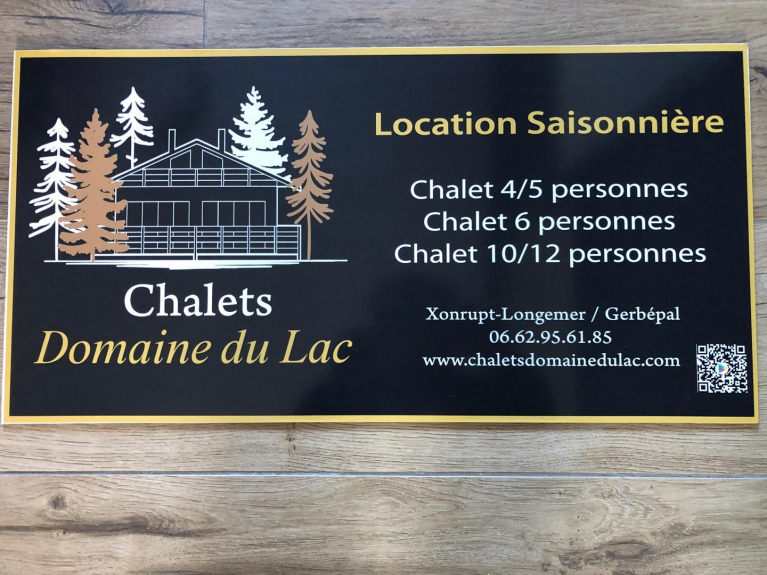 Chalets
Domaine du Lac
Location Saisonnière
Chalet 4/5 personnes
Chalet 6 personnes
Chalet 10/12 personnes
Xonrupt-Longemer / Gerbépal
06.62.95.61.85
www.chaletsdomainedulac.com